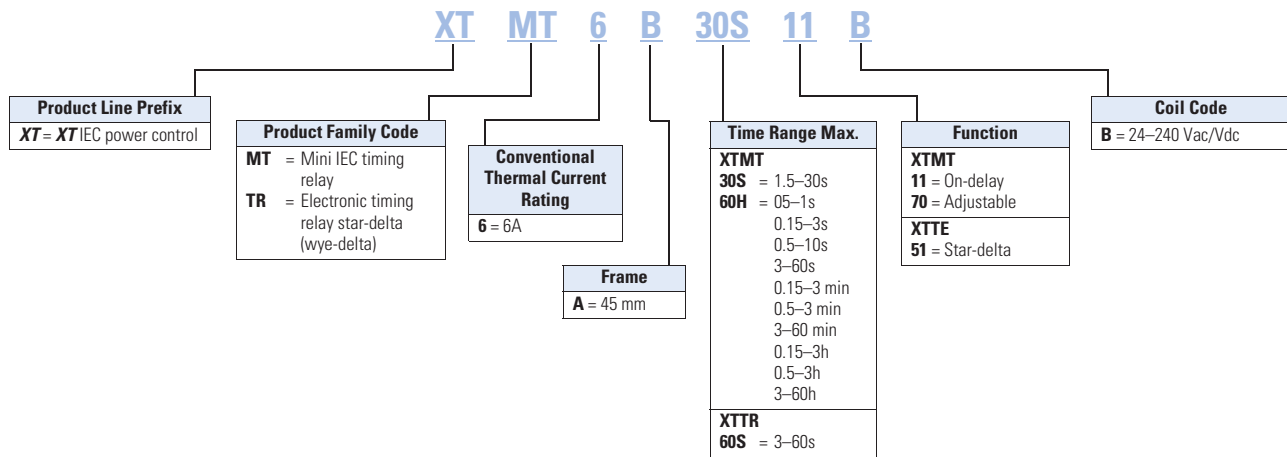 XT MT 6 B 30S 11 B
Product Line Prefix
XT = XT IEC power control
Product Family Code
MT = Mini IEC timing
relay
TR = Electronic timing
relay star-delta
(wye-delta)
Conventional
Thermal Current
Rating
6 = 6A
Frame
A = 45 mm
Time Range Max.
XTMT
30S = 1.5–30s
60H = 05–1s
0.15–3s
0.5–10s
3–60s
0.15–3 min
0.5–3 min
3–60 min
0.15–3h
0.5–3h
3–60h
XTTR
60S = 3–60s
Function
XTMT
11 = On-delay
70 = Adjustable
XTTE
51 = Star-delta
Coil Code
B = 24–240 Vac/Vdc